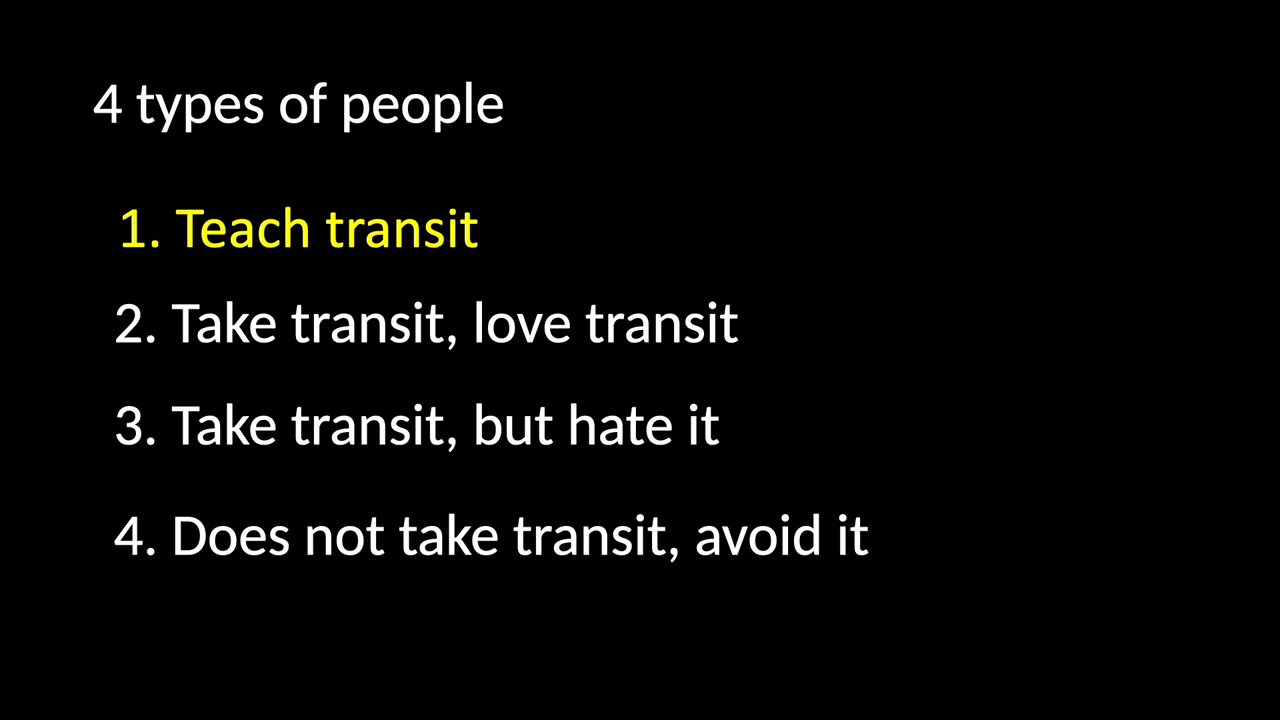 4 types of people
1. Teach transit
2. Take transit, love transit
3. Take transit, but hate it
4. Does not take transit, avoid it